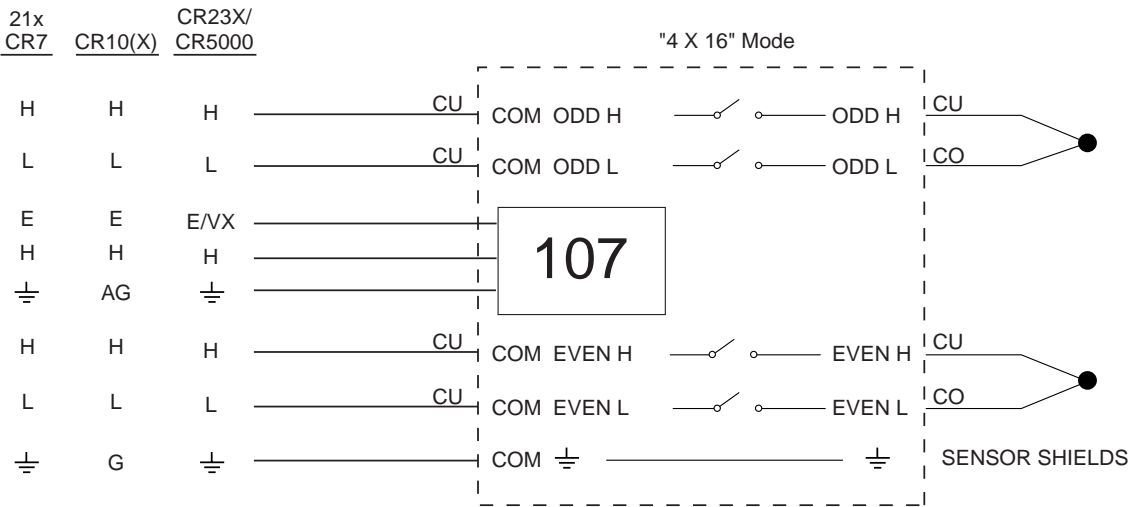 21x CR7 CR10(X) CR23X/ CR5000
"4 X 16" Mode
H H H CU COM ODD H ODD H CU
L L L CU COM ODD L ODD L CO
E E E/VX
H H H
107
AG
H H H CU COM EVEN H EVEN H CU
L L L CU COM EVEN L EVEN L CO
G COM SENSOR SHIELDS